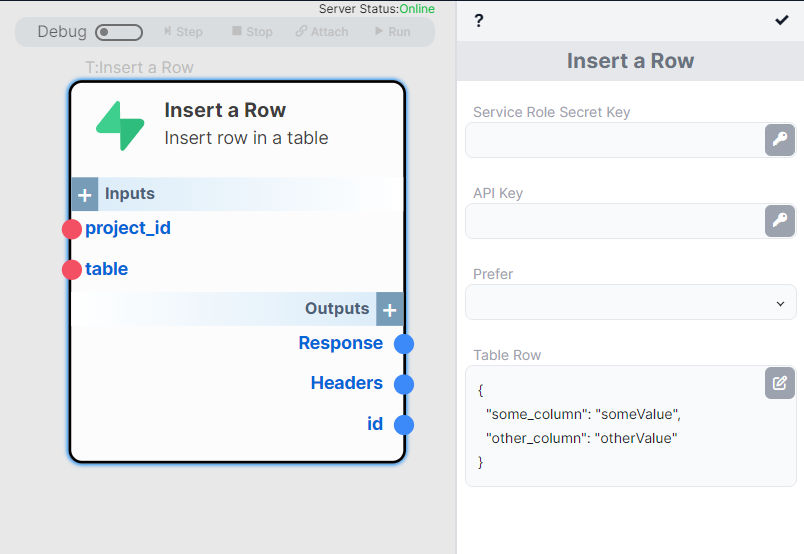 Server Status:Online
Debug Step Stop Attach Run
T:Insert a Row
Insert a Row
Insert row in a table
+ Inputs
project_id
table
Outputs +
Response
Headers
id
?
Insert a Row
Service Role Secret Key
API Key
Prefer
Table Row
{
"some_column": "someValue",
"other_column": "otherValue"
}